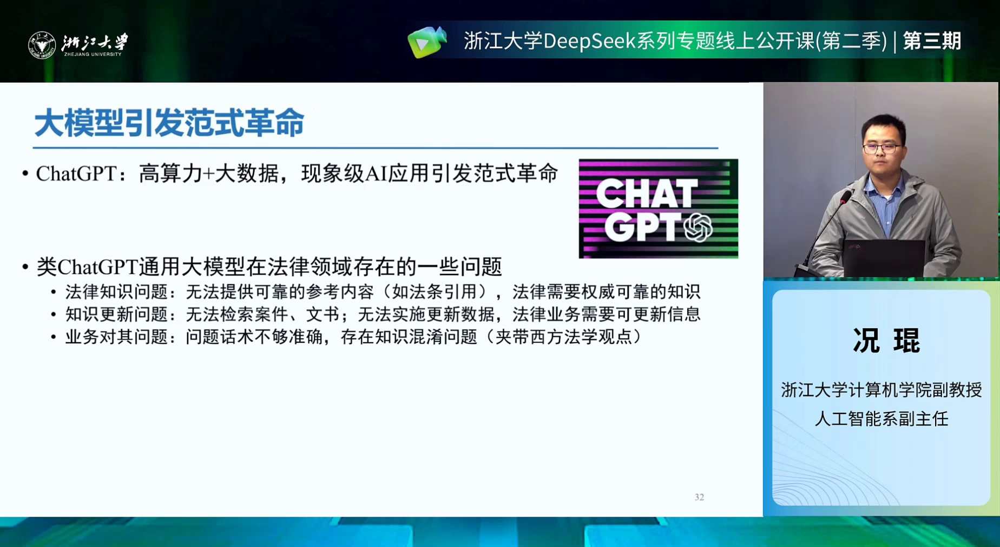 浙江大学
ZHEJIANG UNIVERSITY
浙江大学DeepSeek系列专题线上公开课(第二季) | 第三期
大模型引发范式革命
• ChatGPT：高算力+大数据，现象级AI应用引发范式革命
CHAT
GPT
• 类ChatGPT通用大模型在法律领域存在的一些问题
• 法律知识问题：无法提供可靠的参考内容（如法条引用），法律需要权威可靠的知识
• 知识更新问题：无法检索案件、文书；无法实施更新数据，法律业务需要可更新信息
• 业务对其问题：问题话术不够准确，存在知识混淆问题（夹带西方法学观点）
32
况 琨
浙江大学计算机学院副教授
人工智能系副主任